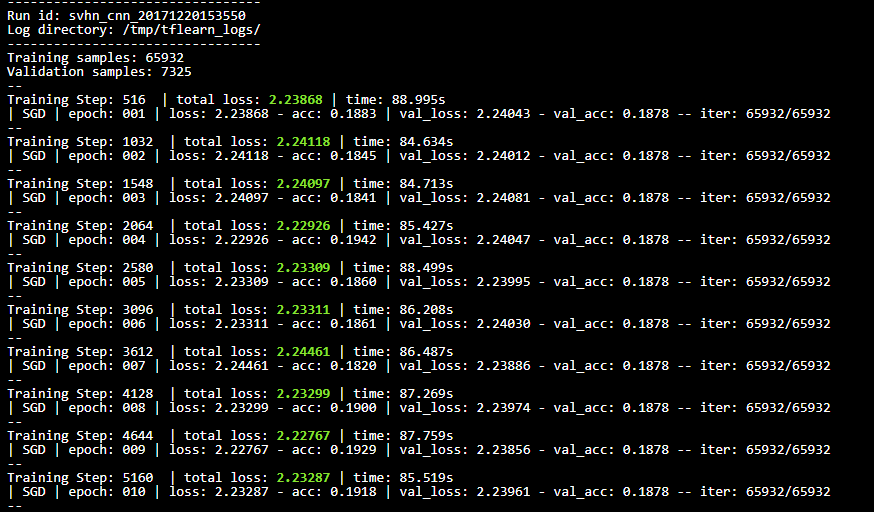 ---------------------------------
Run id: svhn_cnn_20171220153550
Log directory: /tmp/tflearn_logs/
---------------------------------
Training samples: 65932
Validation samples: 7325
--
Training Step: 516  | total loss: 2.23868 | time: 88.995s
| SGD | epoch: 001 | loss: 2.23868 - acc: 0.1883 | val_loss: 2.24043 - val_acc: 0.1878 -- iter: 65932/65932
--
Training Step: 1032  | total loss: 2.24118 | time: 84.634s
| SGD | epoch: 002 | loss: 2.24118 - acc: 0.1845 | val_loss: 2.24012 - val_acc: 0.1878 -- iter: 65932/65932
--
Training Step: 1548  | total loss: 2.24097 | time: 84.713s
| SGD | epoch: 003 | loss: 2.24097 - acc: 0.1841 | val_loss: 2.24081 - val_acc: 0.1878 -- iter: 65932/65932
--
Training Step: 2064  | total loss: 2.22926 | time: 85.427s
| SGD | epoch: 004 | loss: 2.22926 - acc: 0.1942 | val_loss: 2.24047 - val_acc: 0.1878 -- iter: 65932/65932
--
Training Step: 2580  | total loss: 2.23309 | time: 88.499s
| SGD | epoch: 005 | loss: 2.23309 - acc: 0.1860 | val_loss: 2.23995 - val_acc: 0.1878 -- iter: 65932/65932
--
Training Step: 3096  | total loss: 2.23311 | time: 86.208s
| SGD | epoch: 006 | loss: 2.23311 - acc: 0.1861 | val_loss: 2.24030 - val_acc: 0.1878 -- iter: 65932/65932
--
Training Step: 3612  | total loss: 2.24461 | time: 86.487s
| SGD | epoch: 007 | loss: 2.24461 - acc: 0.1820 | val_loss: 2.23886 - val_acc: 0.1878 -- iter: 65932/65932
--
Training Step: 4128  | total loss: 2.23299 | time: 87.269s
| SGD | epoch: 008 | loss: 2.23299 - acc: 0.1900 | val_loss: 2.23974 - val_acc: 0.1878 -- iter: 65932/65932
--
Training Step: 4644  | total loss: 2.22767 | time: 87.759s
| SGD | epoch: 009 | loss: 2.22767 - acc: 0.1929 | val_loss: 2.23856 - val_acc: 0.1878 -- iter: 65932/65932
--
Training Step: 5160  | total loss: 2.23287 | time: 85.519s
| SGD | epoch: 010 | loss: 2.23287 - acc: 0.1918 | val_loss: 2.23961 - val_acc: 0.1878 -- iter: 65932/65932
--